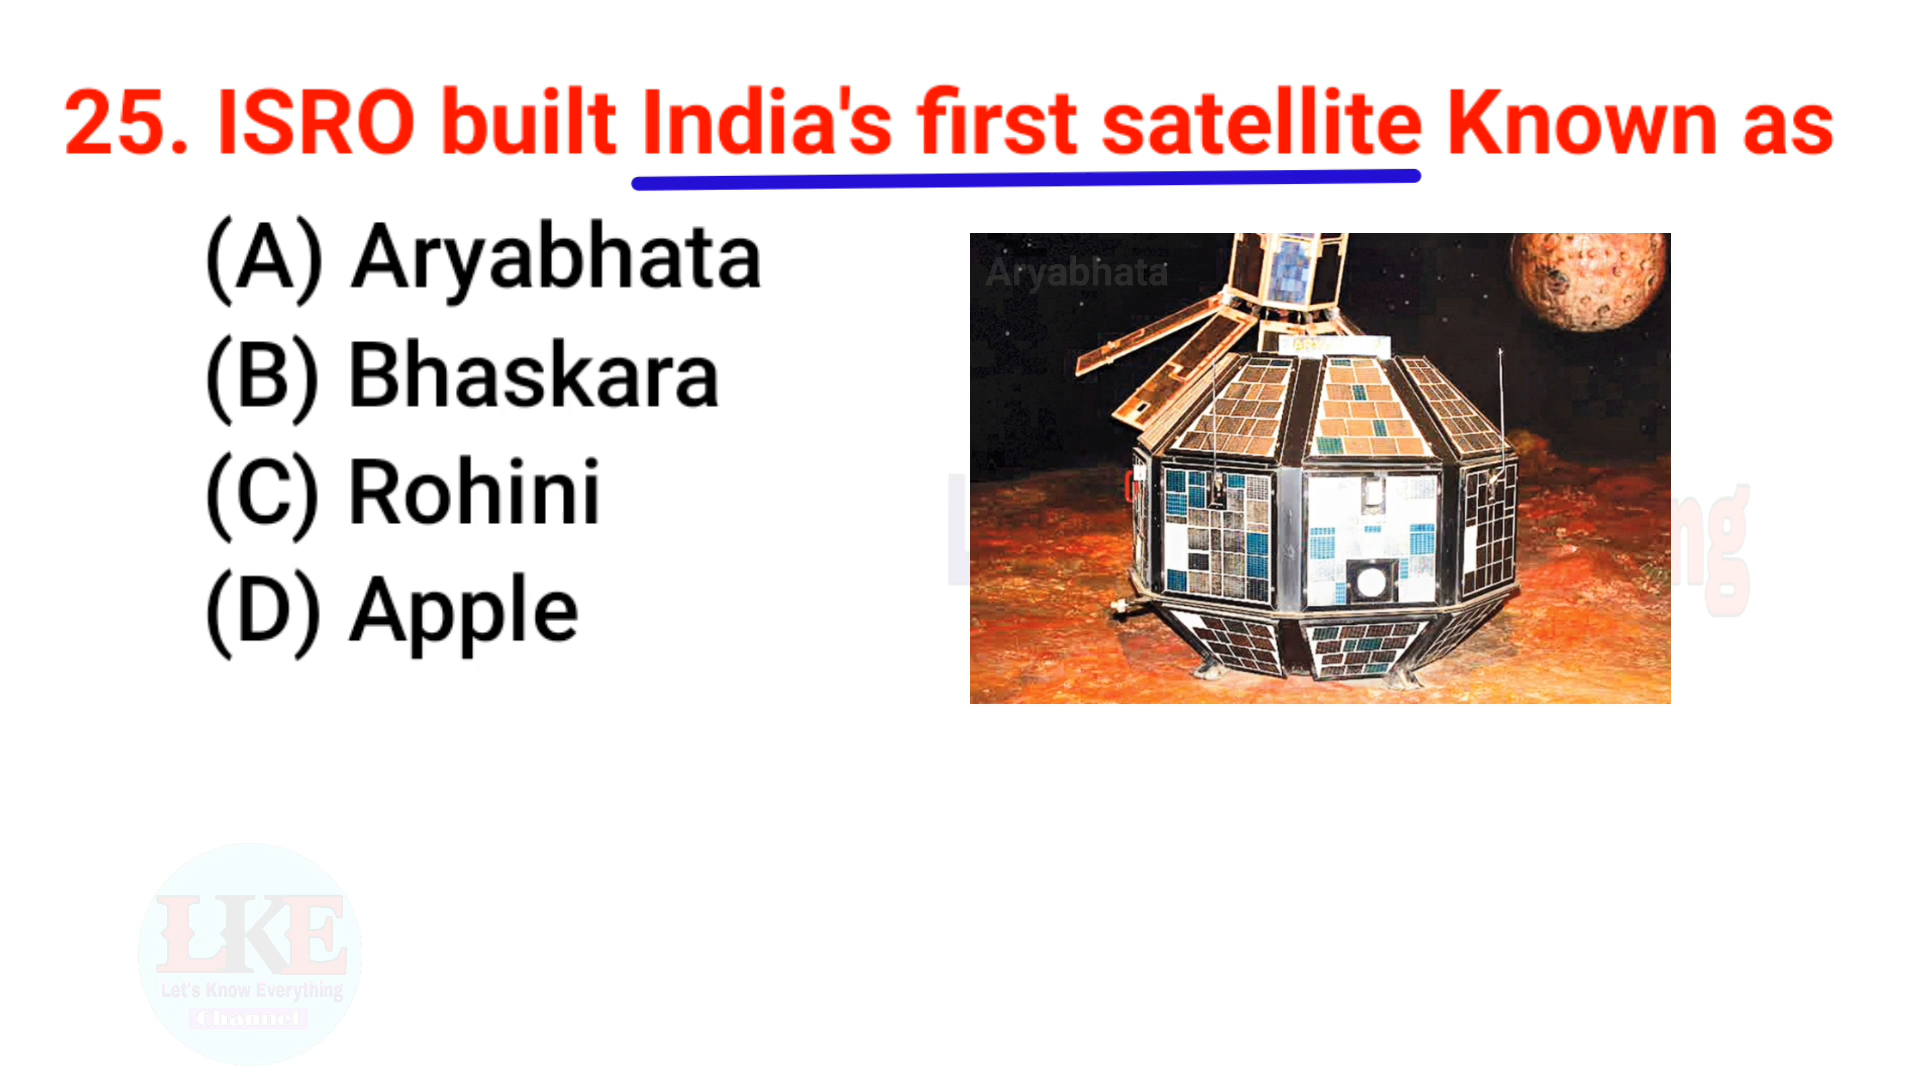 25. ISRO built India's first satellite Known as
(A) Aryabhata
(B) Bhaskara
(C) Rohini
(D) Apple
Aryabhata
LKE
Let's Know Everything
Channel